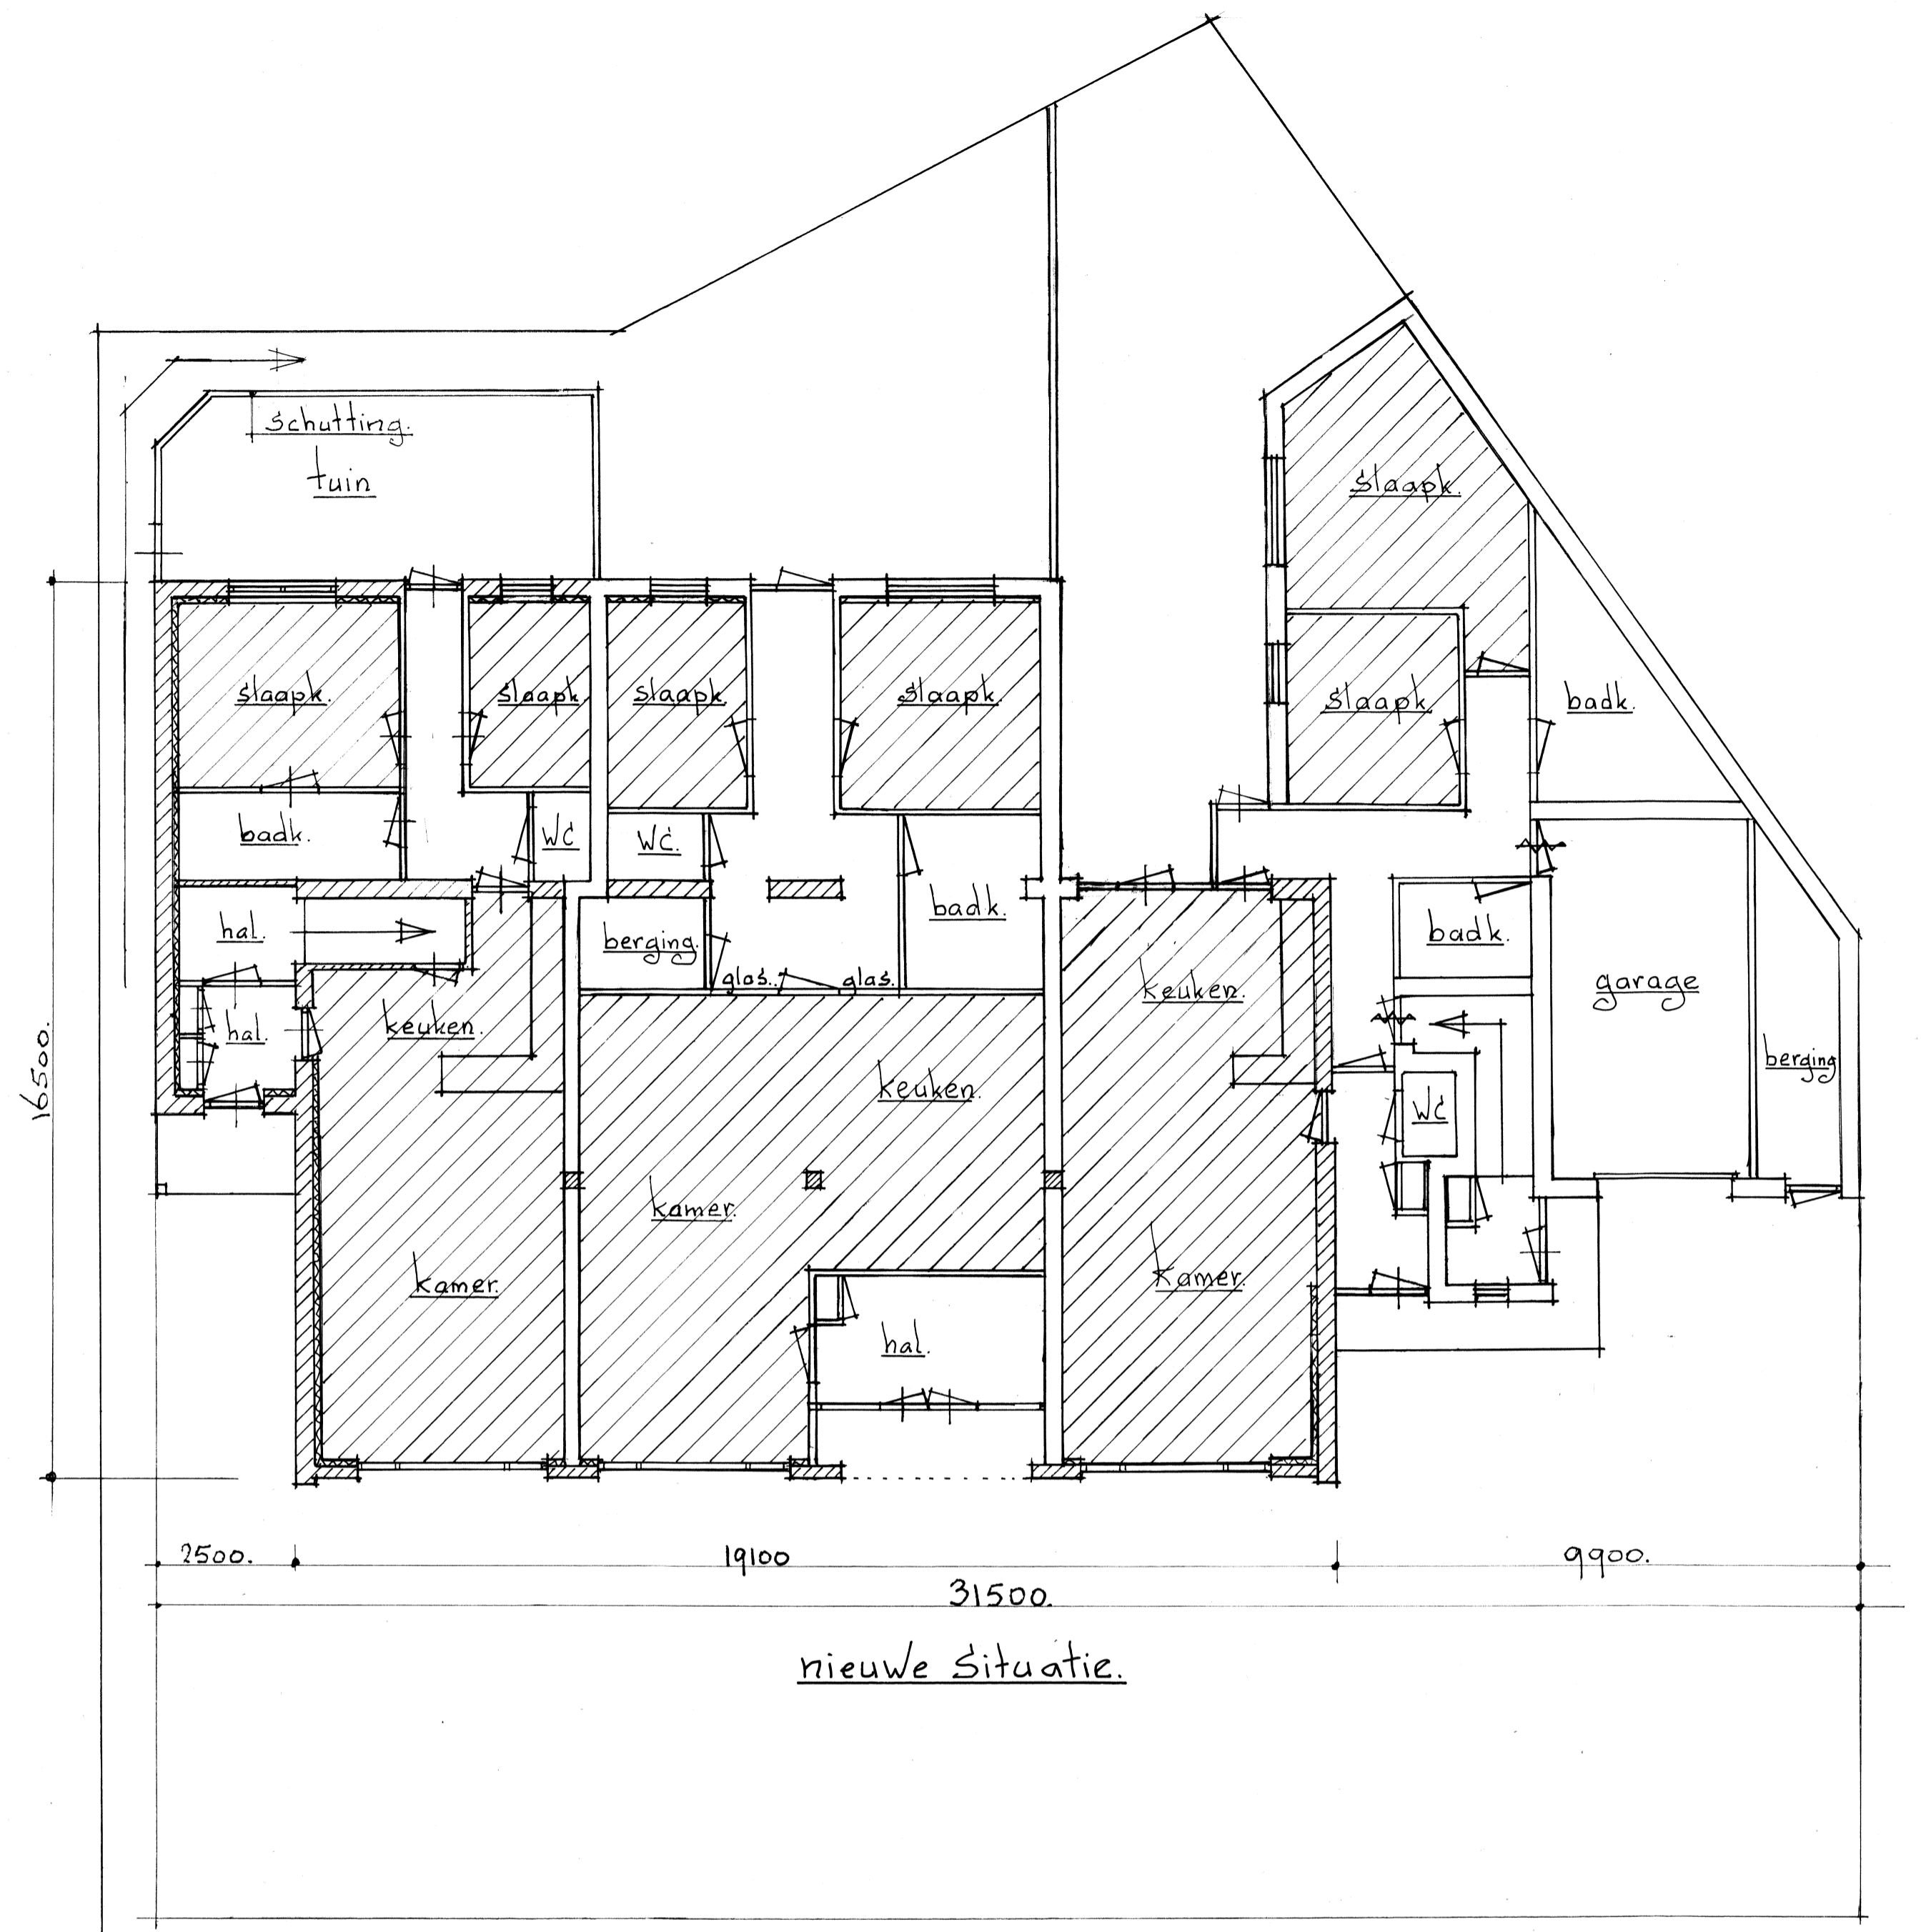 schutting.
tuin
slaapk.
slaapk.
slaapk.
slaapk
slaapk.
slaapk.
badk.
badk.
WC
WC.
hal.
berging.
badk.
badk.
glas.
glas.
keuken.
garage
hal.
keuken.
keuken.
berging
WC
kamer.
kamer.
kamer.
hal.
16500.
2500.
19100
9900.
31500.
nieuwe situatie.